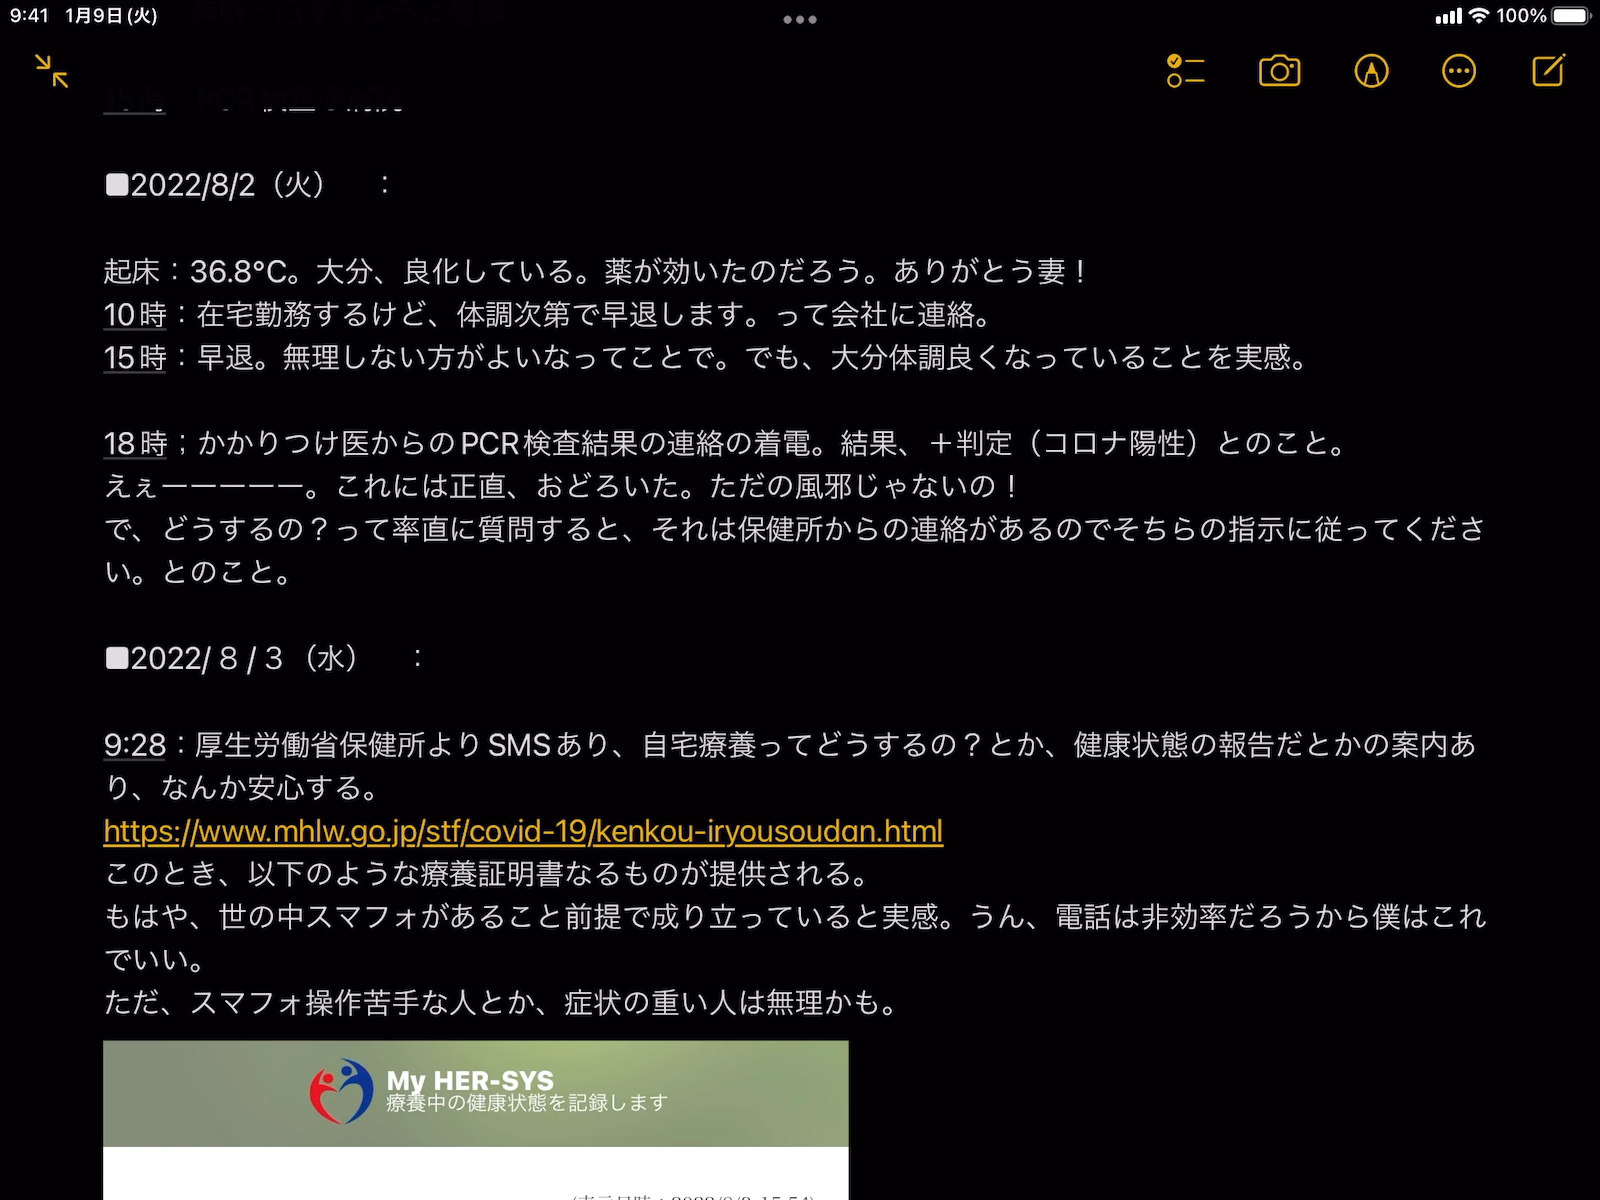 9:41 1月9日(火)
100%
■2022/8/2（火）　：
起床：36.8°C。大分、良化している。薬が効いたのだろう。ありがとう妻！
10時：在宅勤務するけど、体調次第で早退します。って会社に連絡。
15時：早退。無理しない方がよいなってことで。でも、大分体調良くなっていることを実感。
18時；かかりつけ医からのPCR検査結果の連絡の着電。結果、＋判定（コロナ陽性）とのこと。
えぇーーーーー。これには正直、おどろいた。ただの風邪じゃないの！
で、どうするの？って率直に質問すると、それは保健所からの連絡があるのでそちらの指示に従ってくださ
い。とのこと。
■2022/８/３（水）　：
9:28：厚生労働省保健所よりSMSあり、自宅療養ってどうするの？とか、健康状態の報告だとかの案内あ
り、なんか安心する。
https://www.mhlw.go.jp/stf/covid-19/kenkou-iryousoudan.html
このとき、以下のような療養証明書なるものが提供される。
もはや、世の中スマフォがあること前提で成り立っていると実感。うん、電話は非効率だろうから僕はこれ
でいい。
ただ、スマフォ操作苦手な人とか、症状の重い人は無理かも。
My HER-SYS
療養中の健康状態を記録します